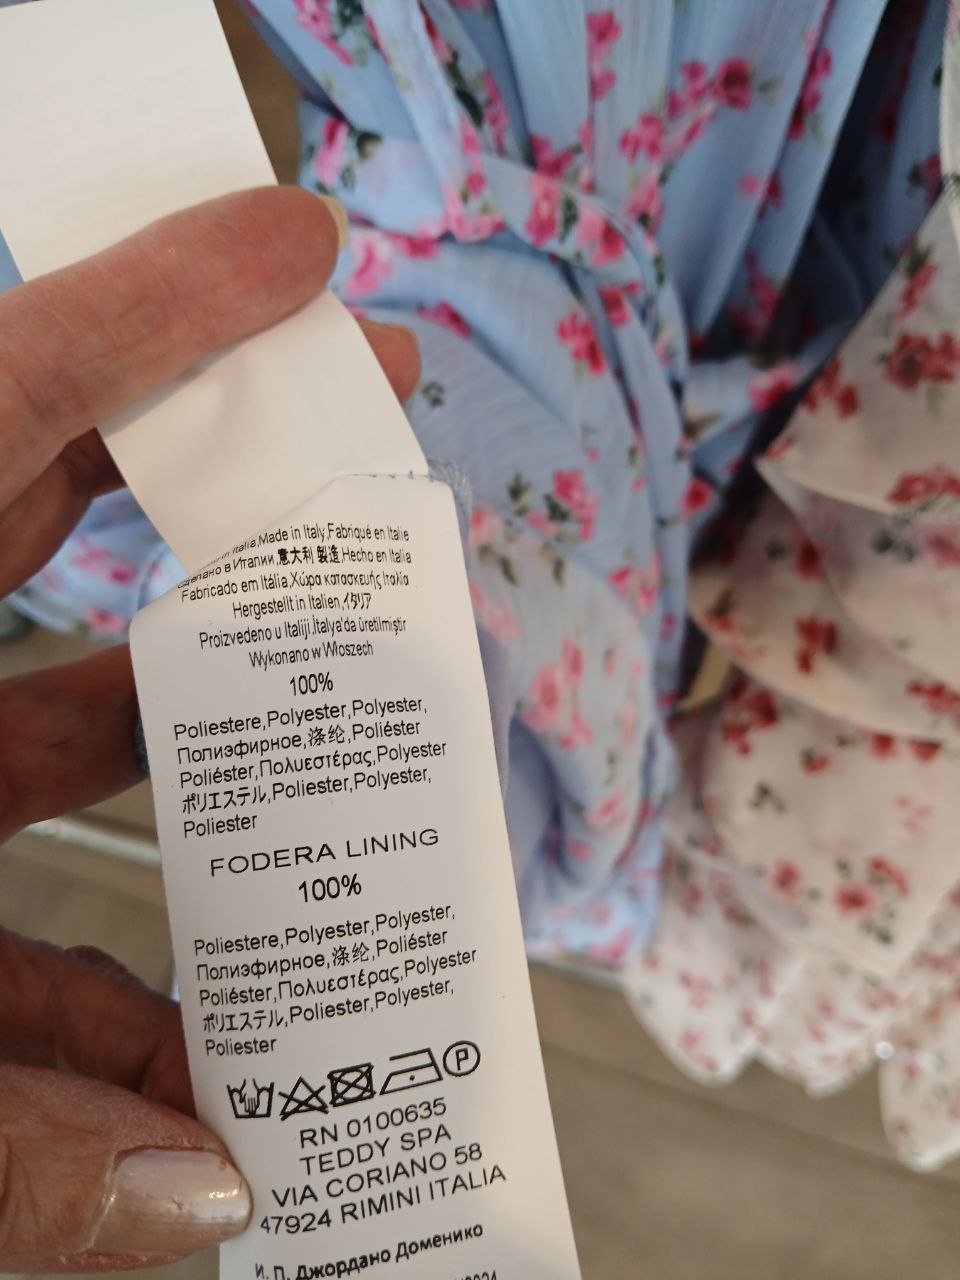 Italia,Made in Italy,Fabriqué en Italie
Сделано в Италии,意大利 製造,Hecho en Italia
Fabricado em Itália,Χώρα κατασκευής Ιταλία
Hergestellt in Italien,イタリア
Proizvedeno u Italiji,İtalya'da üretilmiştir
Wykonano w Włoszech
100%
Poliestere,Polyester,Polyester,
Полиэфирное,涤纶,Poliéster
Poliéster,Πολυεστέρας,Polyester
ポリエステル,Poliester,Polyester,
Poliester
FODERA LINING
100%
Poliestere,Polyester,Polyester,
Полиэфирное,涤纶,Poliéster
Poliéster,Πολυεστέρας,Polyester
ポリエステル,Poliester,Polyester,
Poliester
P
RN 0100635
TEDDY SPA
VIA CORIANO 58
47924 RIMINI ITALIA
И. П. Джордано Доменико